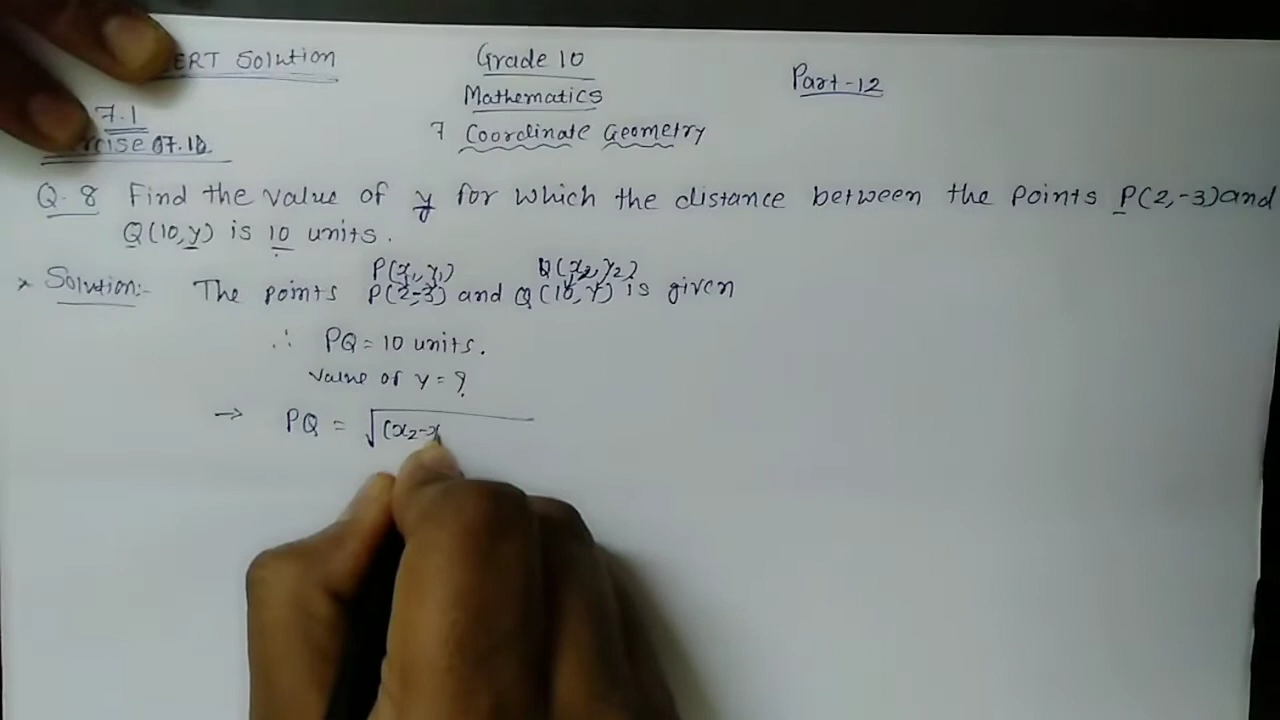 ERT Solution
Grade 10
Mathematics
Part-12
7.1
rcise 07.1
7 Coordinate Geometry
Q.8 Find the value of y for which the distance between the points P(2,-3) and
Q(10,y) is 10 units.
P(x₁,y₁) Q(x₂,y₂)
Solution:- The points P(2,-3) and Q(10,Y) is given
∴ PQ = 10 units.
Value of y = ?
→ PQ = √(x₂-x